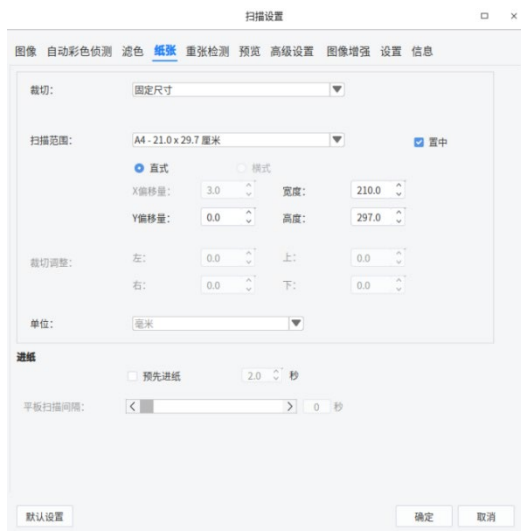 扫描设置
图像 自动彩色侦测 滤色 纸张 重张检测 预览 高级设置 图像增强 设置 信息
裁切： 固定尺寸
扫描范围： A4 - 21.0 x 29.7 厘米 置中
直式 横式
X偏移量： 3.0 宽度： 210.0
Y偏移量： 0.0 高度： 297.0
裁切调整： 左： 0.0 上： 0.0
右： 0.0 下： 0.0
单位： 毫米
进纸
预先进纸 2.0 秒
平板扫描间隔： 0 秒
默认设置 确定 取消